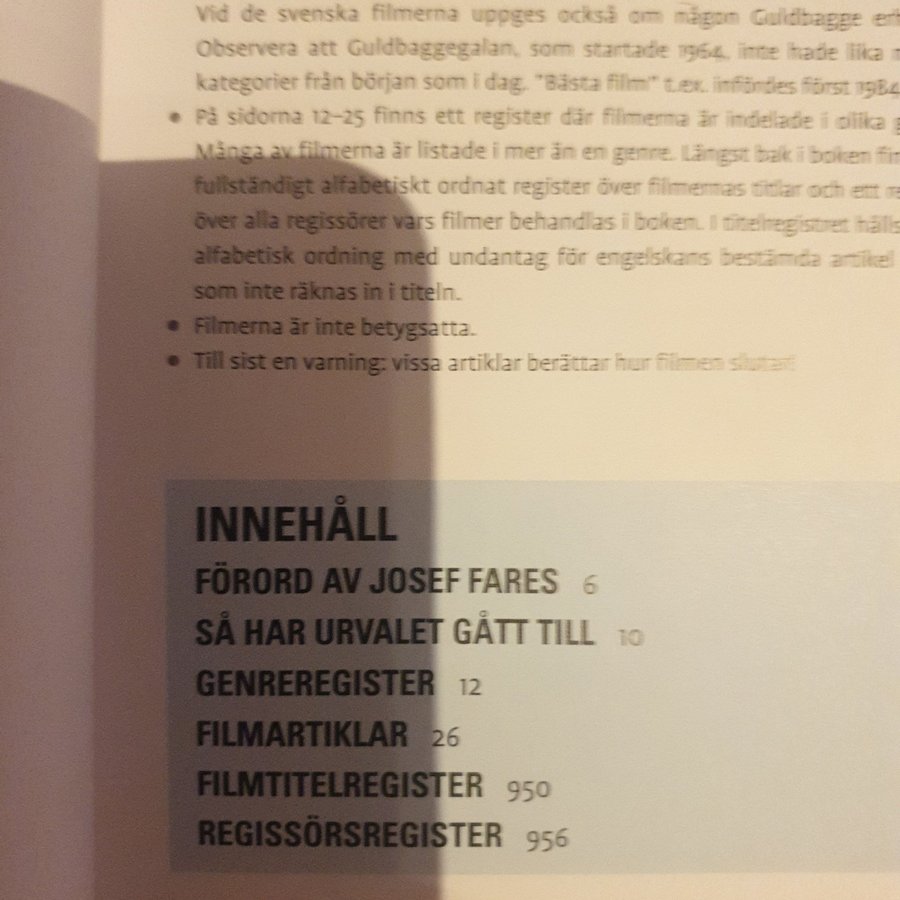 Vid de svenska filmerna uppges också om någon Guldbagge
Observera att Guldbaggegalan, som startade 1964, inte hade lika
kategorier från början som i dag. "Bästa film" t.ex. infördes först 1984
• På sidorna 12–25 finns ett register där filmerna är indelade i olika
Många av filmerna är listade i mer än en genre. Längst bak i boken
fullständigt alfabetiskt ordnat register över filmernas titlar och ett
över alla regissörer vars filmer behandlas i boken. I titelregistret hålls
alfabetisk ordning med undantag för engelskans bestämda artikel
som inte räknas in i titeln.
• Filmerna är inte betygsatta.
• Till sist en varning: vissa artiklar berättar hur filmen slutar!
INNEHÅLL
FÖRORD AV JOSEF FARES 6
SÅ HAR URVALET GÅTT TILL 10
GENREREGISTER 12
FILMARTIKLAR 26
FILMTITELREGISTER 950
REGISSÖRSREGISTER 956